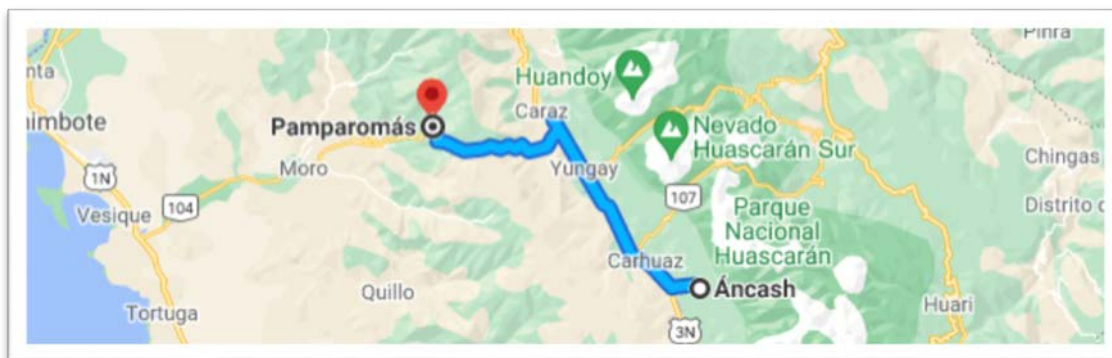 Pinra
nta
Huandoy
Caraz
himbote
Pamparomás
Nevado
Huascarán Sur
Chingas
1N
Moro
Yungay
Vesique
104
107
Distrito d
Parque
Nacional
Huascarán
Carhuaz
Quillo
Áncash
Huari
Tortuga
3N